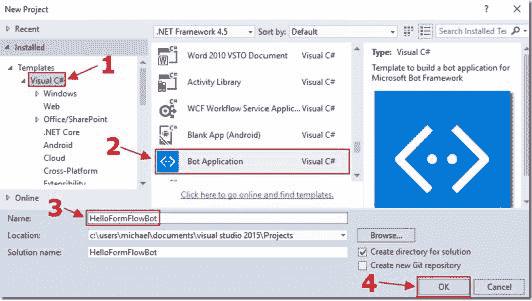 New Project
Recent
.NET Framework 4.5
Sort by:
Default
Search Installed Te
Installed
Templates
Visual C#
Windows
Web
Office/SharePoint
.NET Core
Android
Cloud
Cross-Platform
Extensibility
Online
1
Word 2010 VSTO Document
Visual C#
Activity Library
Visual C#
WCF Workflow Service Applic...
Visual C#
Blank App (Android)
Visual C#
2
Bot Application
Visual C#
Click here to go online and find templates.
Type: Visual C#
Template to build a bot application for
Microsoft Bot Framework
3
Name:
HelloFormFlowBot
Location:
c:\users\michael\documents\visual studio 2015\Projects
Browse...
Solution name:
HelloFormFlowBot
Create directory for solution
Create new Git repository
4
OK
Cancel